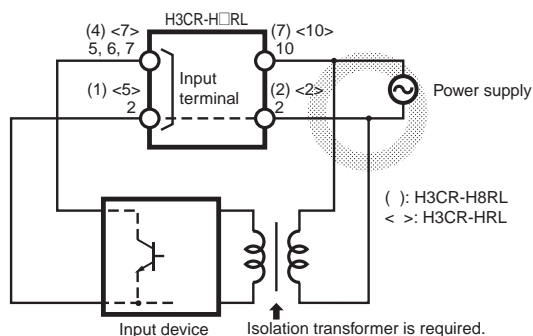 H3CR-H□RL
(4) <7>
(7) <10>
5, 6, 7
10
Input
terminal
(1) <5>
(2) <2>
2
2
Power supply
( ): H3CR-H8RL
< >: H3CR-HRL
Input device
Isolation transformer is required.